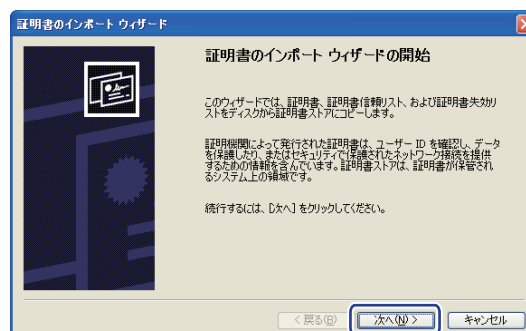 証明書のインポート ウィザード
証明書のインポート ウィザードの開始
このウィザードでは、証明書、証明書信頼リスト、および証明書失効リ
ストをディスクから証明書ストアにコピーします。
証明機関によって発行された証明書は、ユーザー ID を確認し、データ
を保護したり、またはセキュリティで保護されたネットワーク接続を提供
するための情報を含んでいます。証明書ストアは、証明書が保管され
るシステム上の領域です。
続行するには、[次へ] をクリックしてください。
< 戻る(B)
次へ(N) >
キャンセル